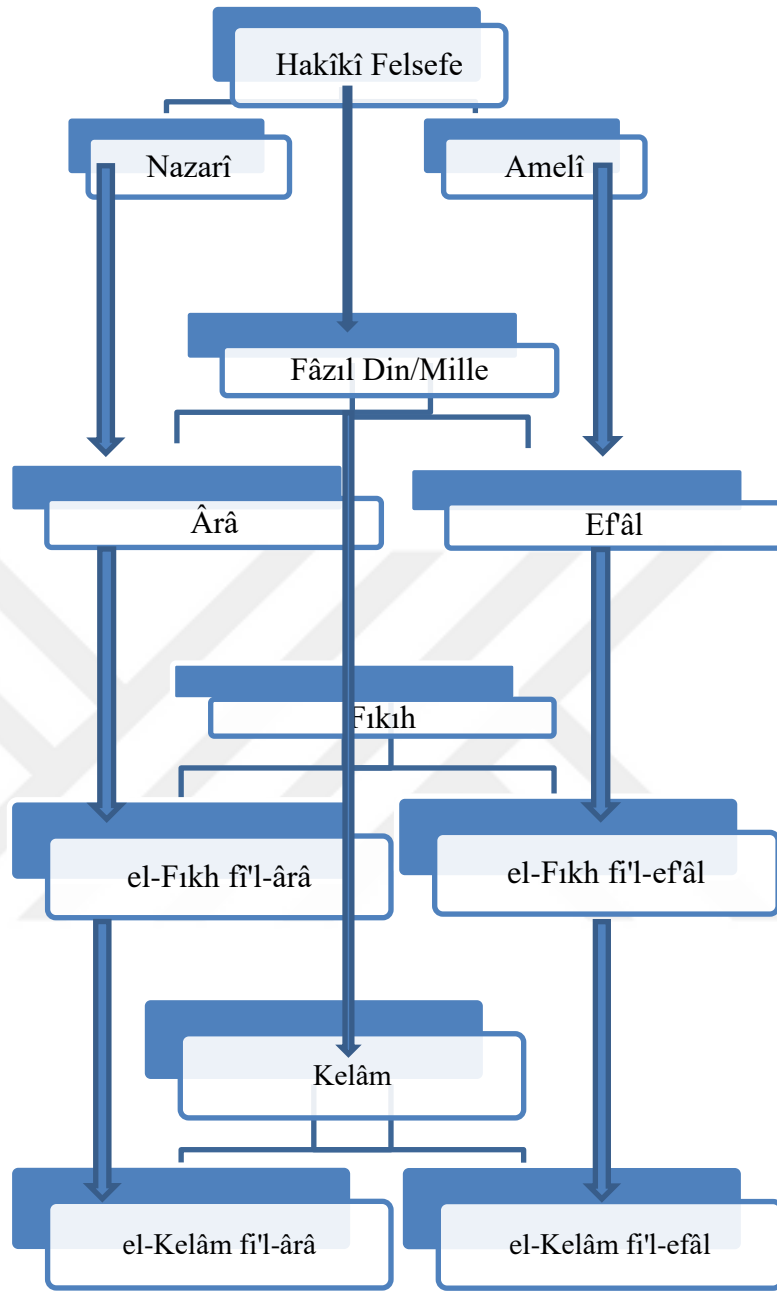 Hakîkî Felsefe
Nazarî
Amelî
Fâzıl Din/Mille
Ârâ
Ef'âl
Fıkıh
el-Fıkh fî'l-ârâ
el-Fıkh fi'l-ef'âl
Kelâm
el-Kelâm fi'l-ârâ
el-Kelâm fi'l-efâl